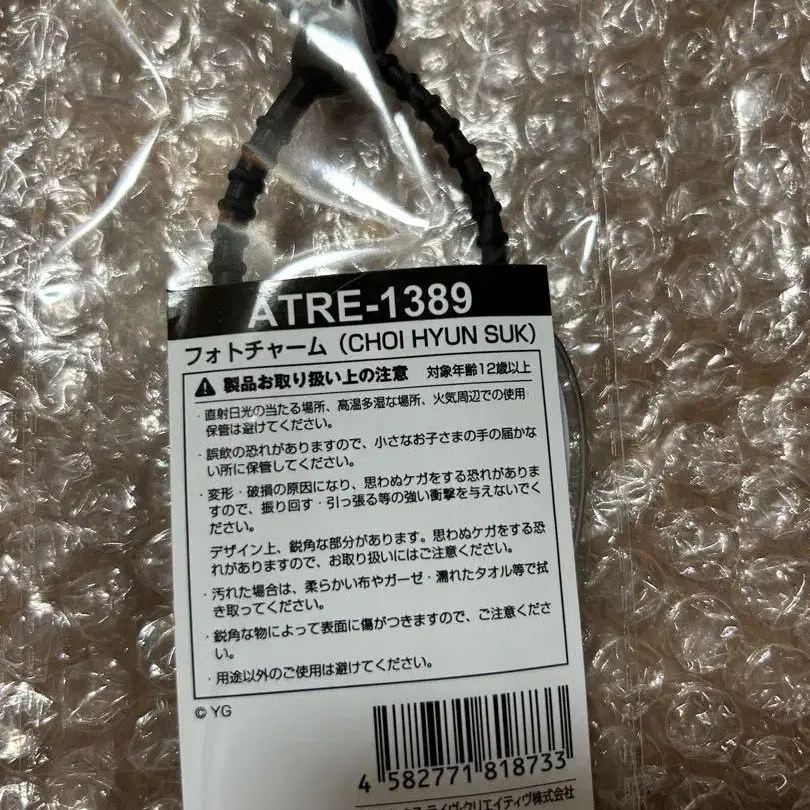 ATRE-1389
フォトチャーム（CHOI HYUN SUK）
製品お取り扱い上の注意 対象年齢12歳以上
・直射日光の当たる場所、高温多湿な場所、火気周辺での使用・
保管は避けてください。
・誤飲の恐れがありますので、小さなお子さまの手の届かな
い所に保管してください。
・変形・破損の原因になり、思わぬケガをする恐れがありま
すので、振り回す・引っ張る等の強い衝撃を与えないでく
ださい。
デザイン上、鋭角な部分があります。思わぬケガをする恐
れがありますので、お取り扱いにはご注意ください。
・汚れた場合は、柔らかい布やガーゼ・濡れたタオル等で拭
き取ってください。
・鋭角な物によって表面に傷がつきますので、ご注意くださ
い。
・用途以外のご使用は避けてください。
© YG
4 582771 818733
ライヴ・クリエイティヴ株式会社